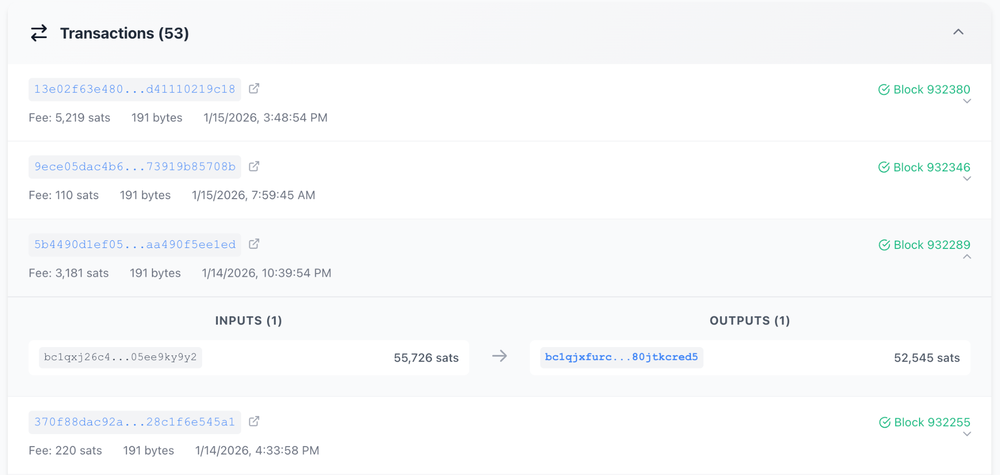 Transactions (53)
13e02f63e480...d41110219c18
Block 932380
Fee: 5,219 sats 191 bytes 1/15/2026, 3:48:54 PM
9ece05dac4b6...73919b85708b
Block 932346
Fee: 110 sats 191 bytes 1/15/2026, 7:59:45 AM
5b4490d1ef05...aa490f5ee1ed
Block 932289
Fee: 3,181 sats 191 bytes 1/14/2026, 10:39:54 PM
INPUTS (1)
OUTPUTS (1)
bc1qxj26c4...05ee9ky9y2 55,726 sats
bc1qjxfurc...80jtkcred5 52,545 sats
370f88dac92a...28c1f6e545a1
Block 932255
Fee: 220 sats 191 bytes 1/14/2026, 4:33:58 PM